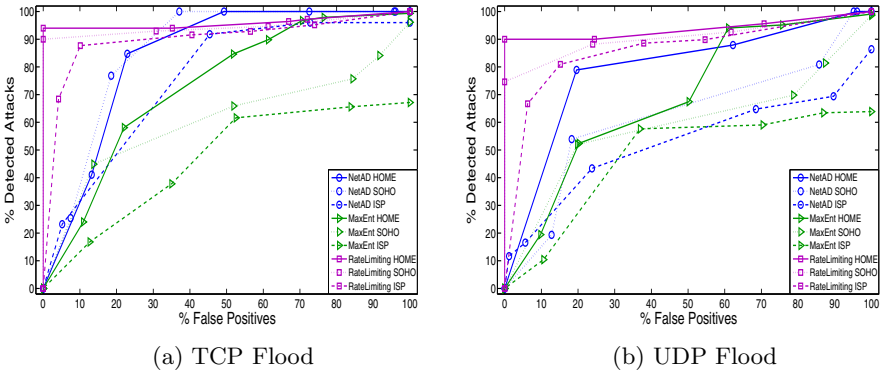 100
90
80
70
60
50
40
30
20
10
0
% Detected Attacks
0 10 20 30 40 50 60 70 80 90 100
% False Positives
NetAD HOME
NetAD SOHO
NetAD ISP
MaxEnt HOME
MaxEnt SOHO
MaxEnt ISP
RateLimiting HOME
RateLimiting SOHO
RateLimiting ISP
(a) TCP Flood
100
90
80
70
60
50
40
30
20
10
0
% Detected Attacks
0 10 20 30 40 50 60 70 80 90 100
% False Positives
NetAD HOME
NetAD SOHO
NetAD ISP
MaxEnt HOME
MaxEnt SOHO
MaxEnt ISP
RateLimiting HOME
RateLimiting SOHO
RateLimiting ISP
(b) UDP Flood